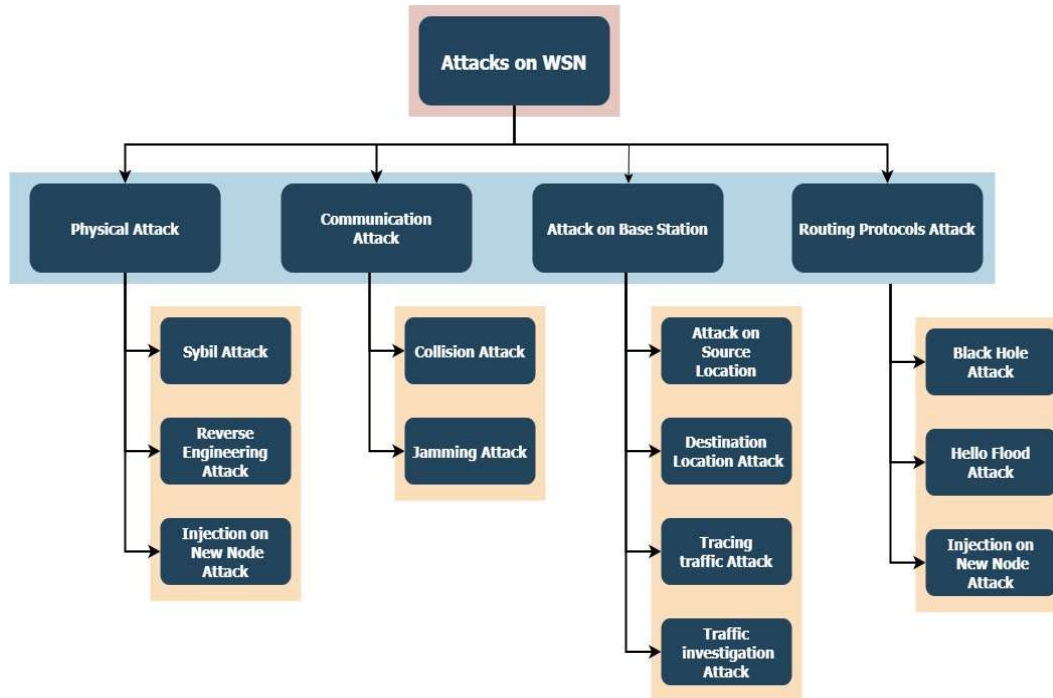 Attacks on WSN
Physical Attack
Communication
Attack
Attack on Base Station
Routing Protocols Attack
Sybil Attack
Reverse
Engineering
Attack
Injection on
New Node
Attack
Collision Attack
Jamming Attack
Attack on
Source
Location
Destination
Location Attack
Tracing
traffic Attack
Traffic
investigation
Attack
Black Hole
Attack
Hello Flood
Attack
Injection on
New Node
Attack